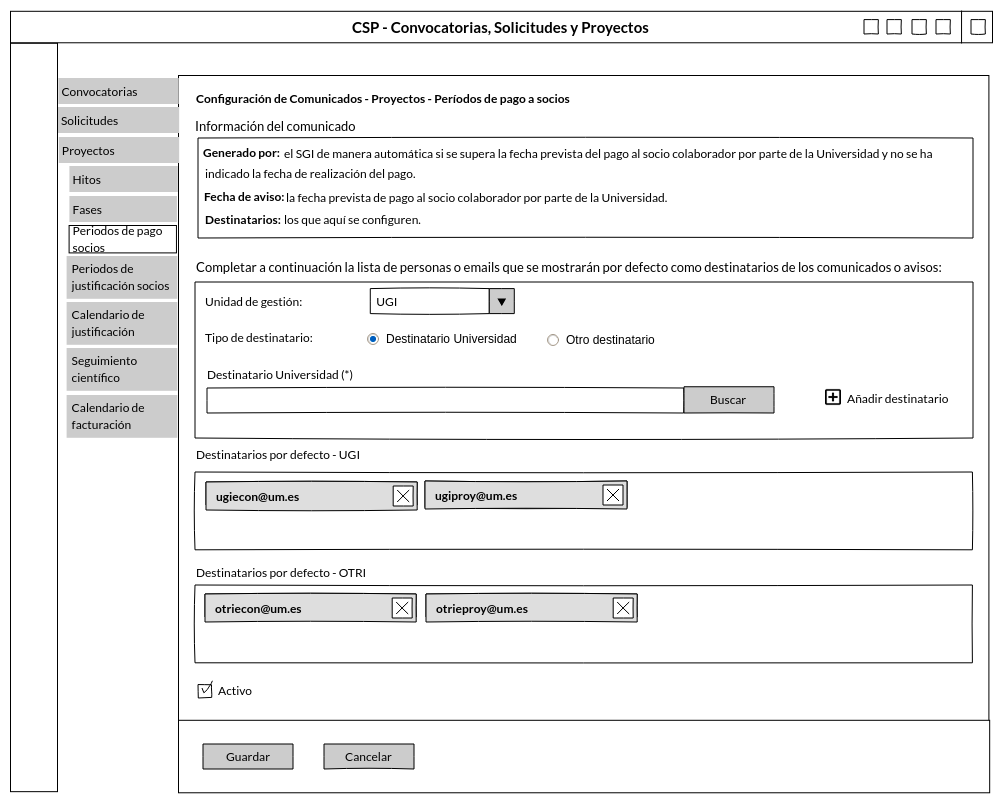 CSP - Convocatorias, Solicitudes y Proyectos
Convocatorias
Solicitudes
Proyectos
Hitos
Fases
Periodos de pago
socios
Periodos de
justificación socios
Calendario de
justificación
Seguimiento
científico
Calendario de
facturación
Configuración de Comunicados - Proyectos - Períodos de pago a socios
Información del comunicado
Generado por: el SGI de manera automática si se supera la fecha prevista del pago al socio colaborador por parte de la Universidad y no se ha
indicado la fecha de realización del pago.
Fecha de aviso: la fecha prevista de pago al socio colaborador por parte de la Universidad.
Destinatarios: los que aquí se configuren.
Completar a continuación la lista de personas o emails que se mostrarán por defecto como destinatarios de los comunicados o avisos:
Unidad de gestión: UGI
Tipo de destinatario: Destinatario Universidad Otro destinatario
Destinatario Universidad (*)
Buscar Añadir destinatario
Destinatarios por defecto - UGI
ugiecon@um.es ugiproy@um.es
Destinatarios por defecto - OTRI
otriecon@um.es otrieproy@um.es
Activo
Guardar Cancelar